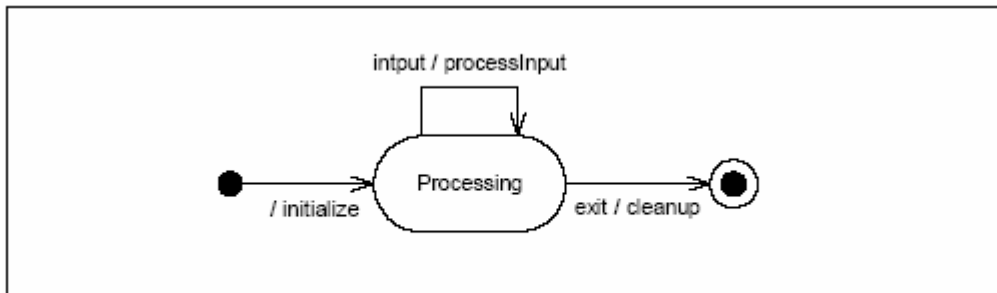 intput / processInput
Processing
/ initialize
exit / cleanup